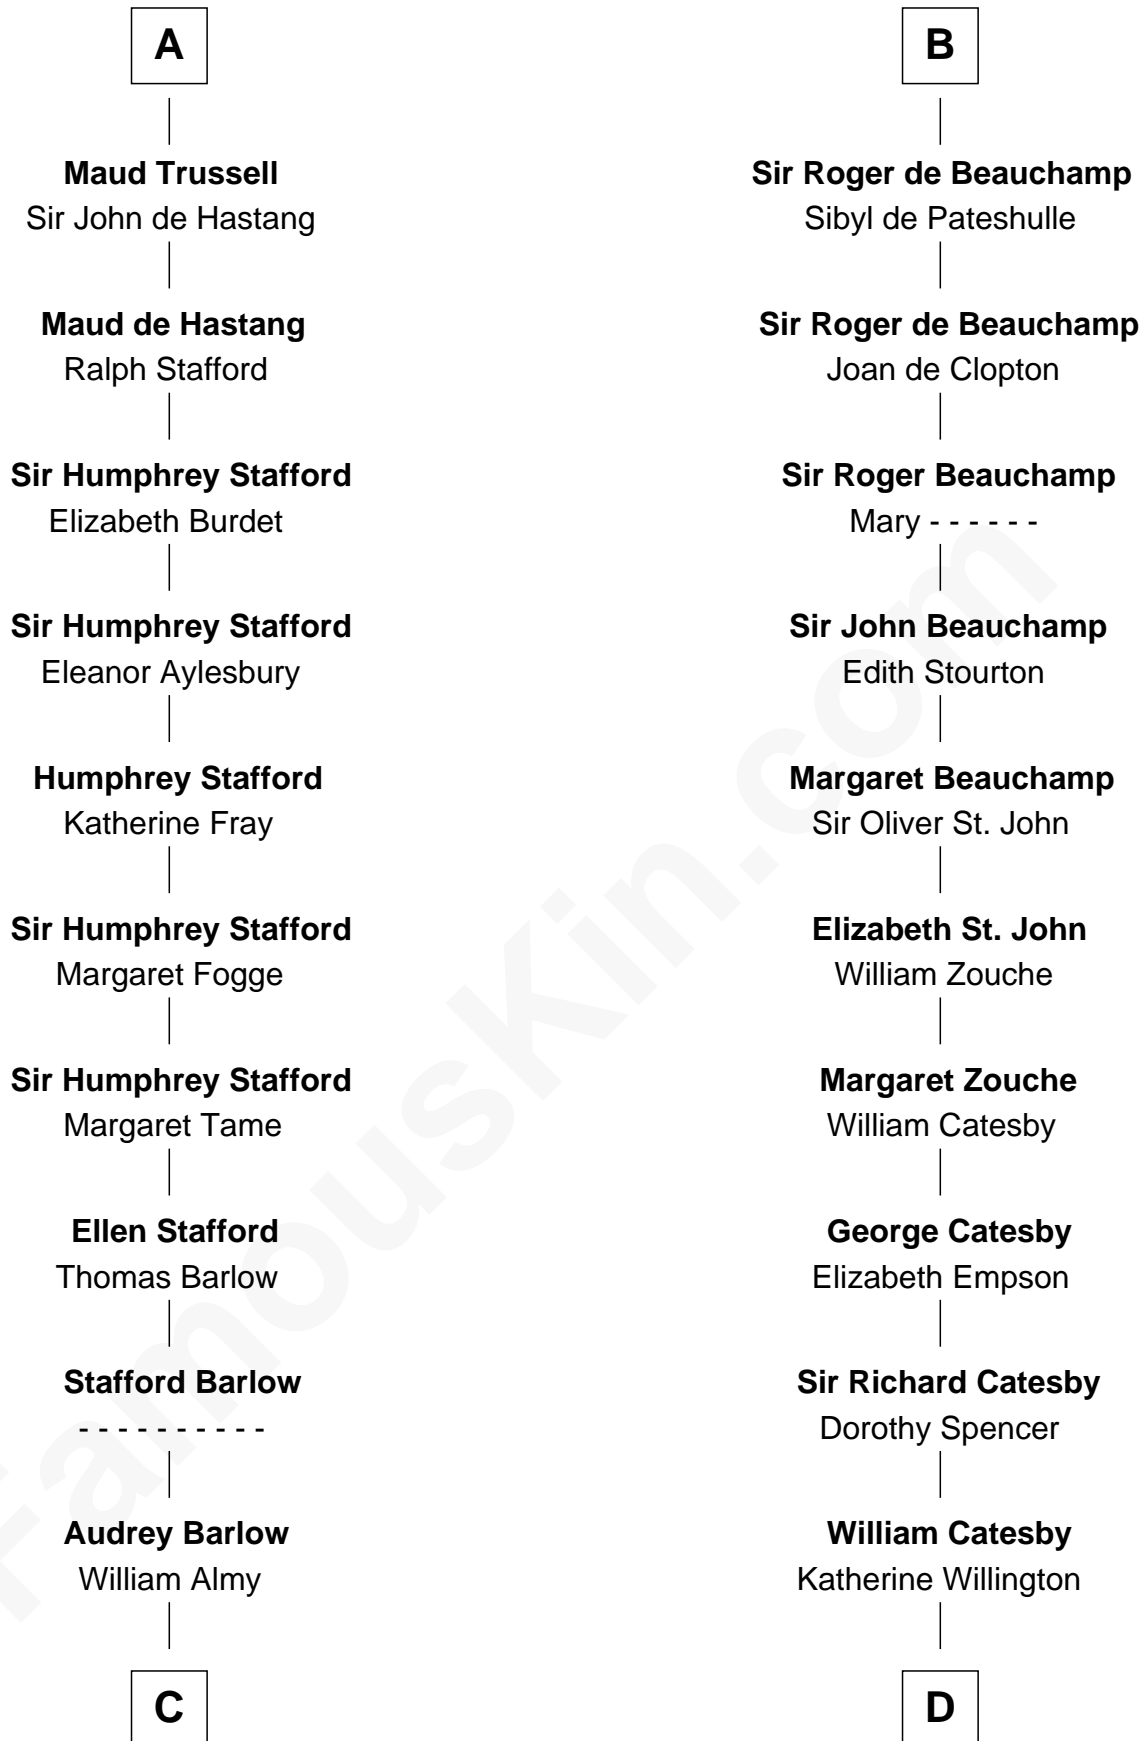 A
Maud Trussell
Sir John de Hastang
Maud de Hastang
Ralph Stafford
Sir Humphrey Stafford
Elizabeth Burdet
Sir Humphrey Stafford
Eleanor Aylesbury
Humphrey Stafford
Katherine Fray
Sir Humphrey Stafford
Margaret Fogge
Sir Humphrey Stafford
Margaret Tame
Ellen Stafford
Thomas Barlow
Stafford Barlow
- - - - - - - - - -
Audrey Barlow
William Almy
C
B
Sir Roger de Beauchamp
Sibyl de Pateshulle
Sir Roger de Beauchamp
Joan de Clopton
Sir Roger Beauchamp
Mary - - - - - -
Sir John Beauchamp
Edith Stourton
Margaret Beauchamp
Sir Oliver St. John
Elizabeth St. John
William Zouche
Margaret Zouche
William Catesby
George Catesby
Elizabeth Empson
Sir Richard Catesby
Dorothy Spencer
William Catesby
Katherine Willington
D
FamousKin.com